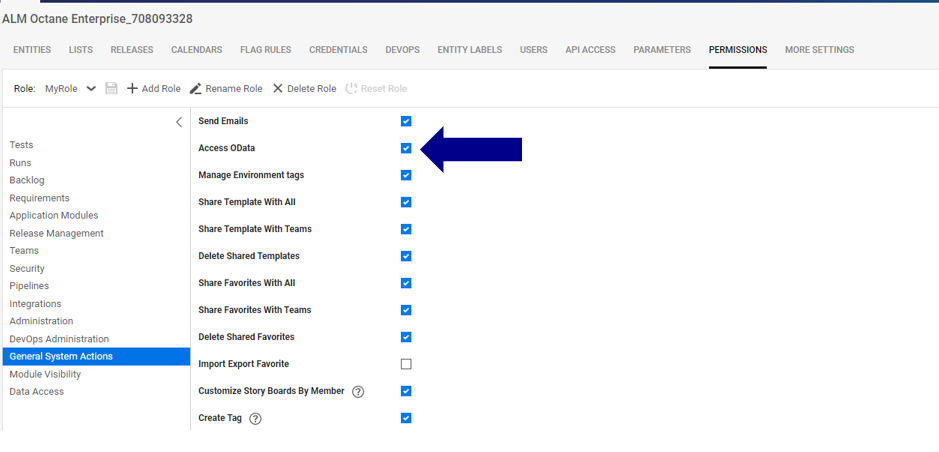 ALM Octane Enterprise_708093328
ENTITIES LISTS RELEASES CALENDARS FLAG RULES CREDENTIALS DEVOPS ENTITY LABELS USERS API ACCESS PARAMETERS PERMISSIONS MORE SETTINGS
Role: MyRole Add Role Rename Role Delete Role Reset Role
Tests
Runs
Backlog
Requirements
Application Modules
Release Management
Teams
Security
Pipelines
Integrations
Administration
DevOps Administration
General System Actions
Module Visibility
Data Access
Send Emails
Access OData
Manage Environment tags
Share Template With All
Share Template With Teams
Delete Shared Templates
Share Favorites With All
Share Favorites With Teams
Delete Shared Favorites
Import Export Favorite
Customize Story Boards By Member ?
Create Tag ?